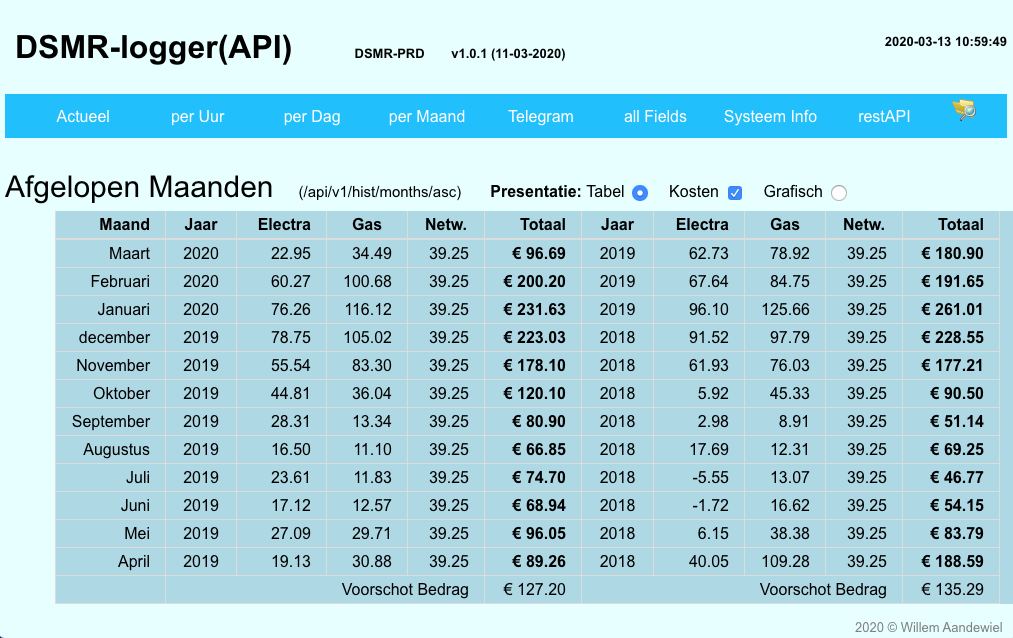 DSMR-logger(API) DSMR-PRD v1.0.1 (11-03-2020) 2020-03-13 10:59:49
Actueel per Uur per Dag per Maand Telegram all Fields Systeem Info restAPI
Afgelopen Maanden (/api/v1/hist/months/asc) Presentatie: Tabel Kosten Grafisch
Maand Jaar Electra Gas Netw. Totaal Jaar Electra Gas Netw. Totaal
Maart 2020 22.95 34.49 39.25 € 96.69 2019 62.73 78.92 39.25 € 180.90
Februari 2020 60.27 100.68 39.25 € 200.20 2019 67.64 84.75 39.25 € 191.65
Januari 2020 76.26 116.12 39.25 € 231.63 2019 96.10 125.66 39.25 € 261.01
december 2019 78.75 105.02 39.25 € 223.03 2018 91.52 97.79 39.25 € 228.55
November 2019 55.54 83.30 39.25 € 178.10 2018 61.93 76.03 39.25 € 177.21
Oktober 2019 44.81 36.04 39.25 € 120.10 2018 5.92 45.33 39.25 € 90.50
September 2019 28.31 13.34 39.25 € 80.90 2018 2.98 8.91 39.25 € 51.14
Augustus 2019 16.50 11.10 39.25 € 66.85 2018 17.69 12.31 39.25 € 69.25
Juli 2019 23.61 11.83 39.25 € 74.70 2018 -5.55 13.07 39.25 € 46.77
Juni 2019 17.12 12.57 39.25 € 68.94 2018 -1.72 16.62 39.25 € 54.15
Mei 2019 27.09 29.71 39.25 € 96.05 2018 6.15 38.38 39.25 € 83.79
April 2019 19.13 30.88 39.25 € 89.26 2018 40.05 109.28 39.25 € 188.59
Voorschot Bedrag € 127.20 Voorschot Bedrag € 135.29
2020 © Willem Aandewiel